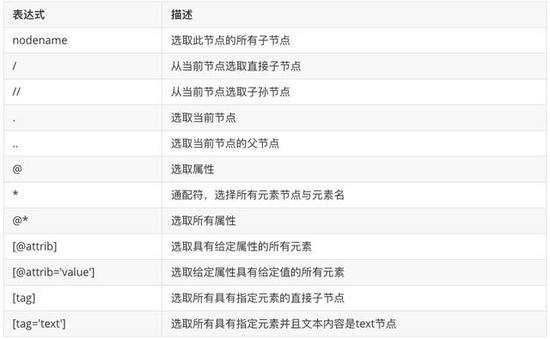 表达式 描述
nodename 选取此节点的所有子节点
/ 从当前节点选取直接子节点
// 从当前节点选取子孙节点
. 选取当前节点
.. 选取当前节点的父节点
@ 选取属性
* 通配符，选择所有元素节点与元素名
@* 选取所有属性
[@attrib] 选取具有给定属性的所有元素
[@attrib='value'] 选取给定属性具有给定值的所有元素
[tag] 选取所有具有指定元素的直接子节点
[tag='text'] 选取所有具有指定元素并且文本内容是text节点